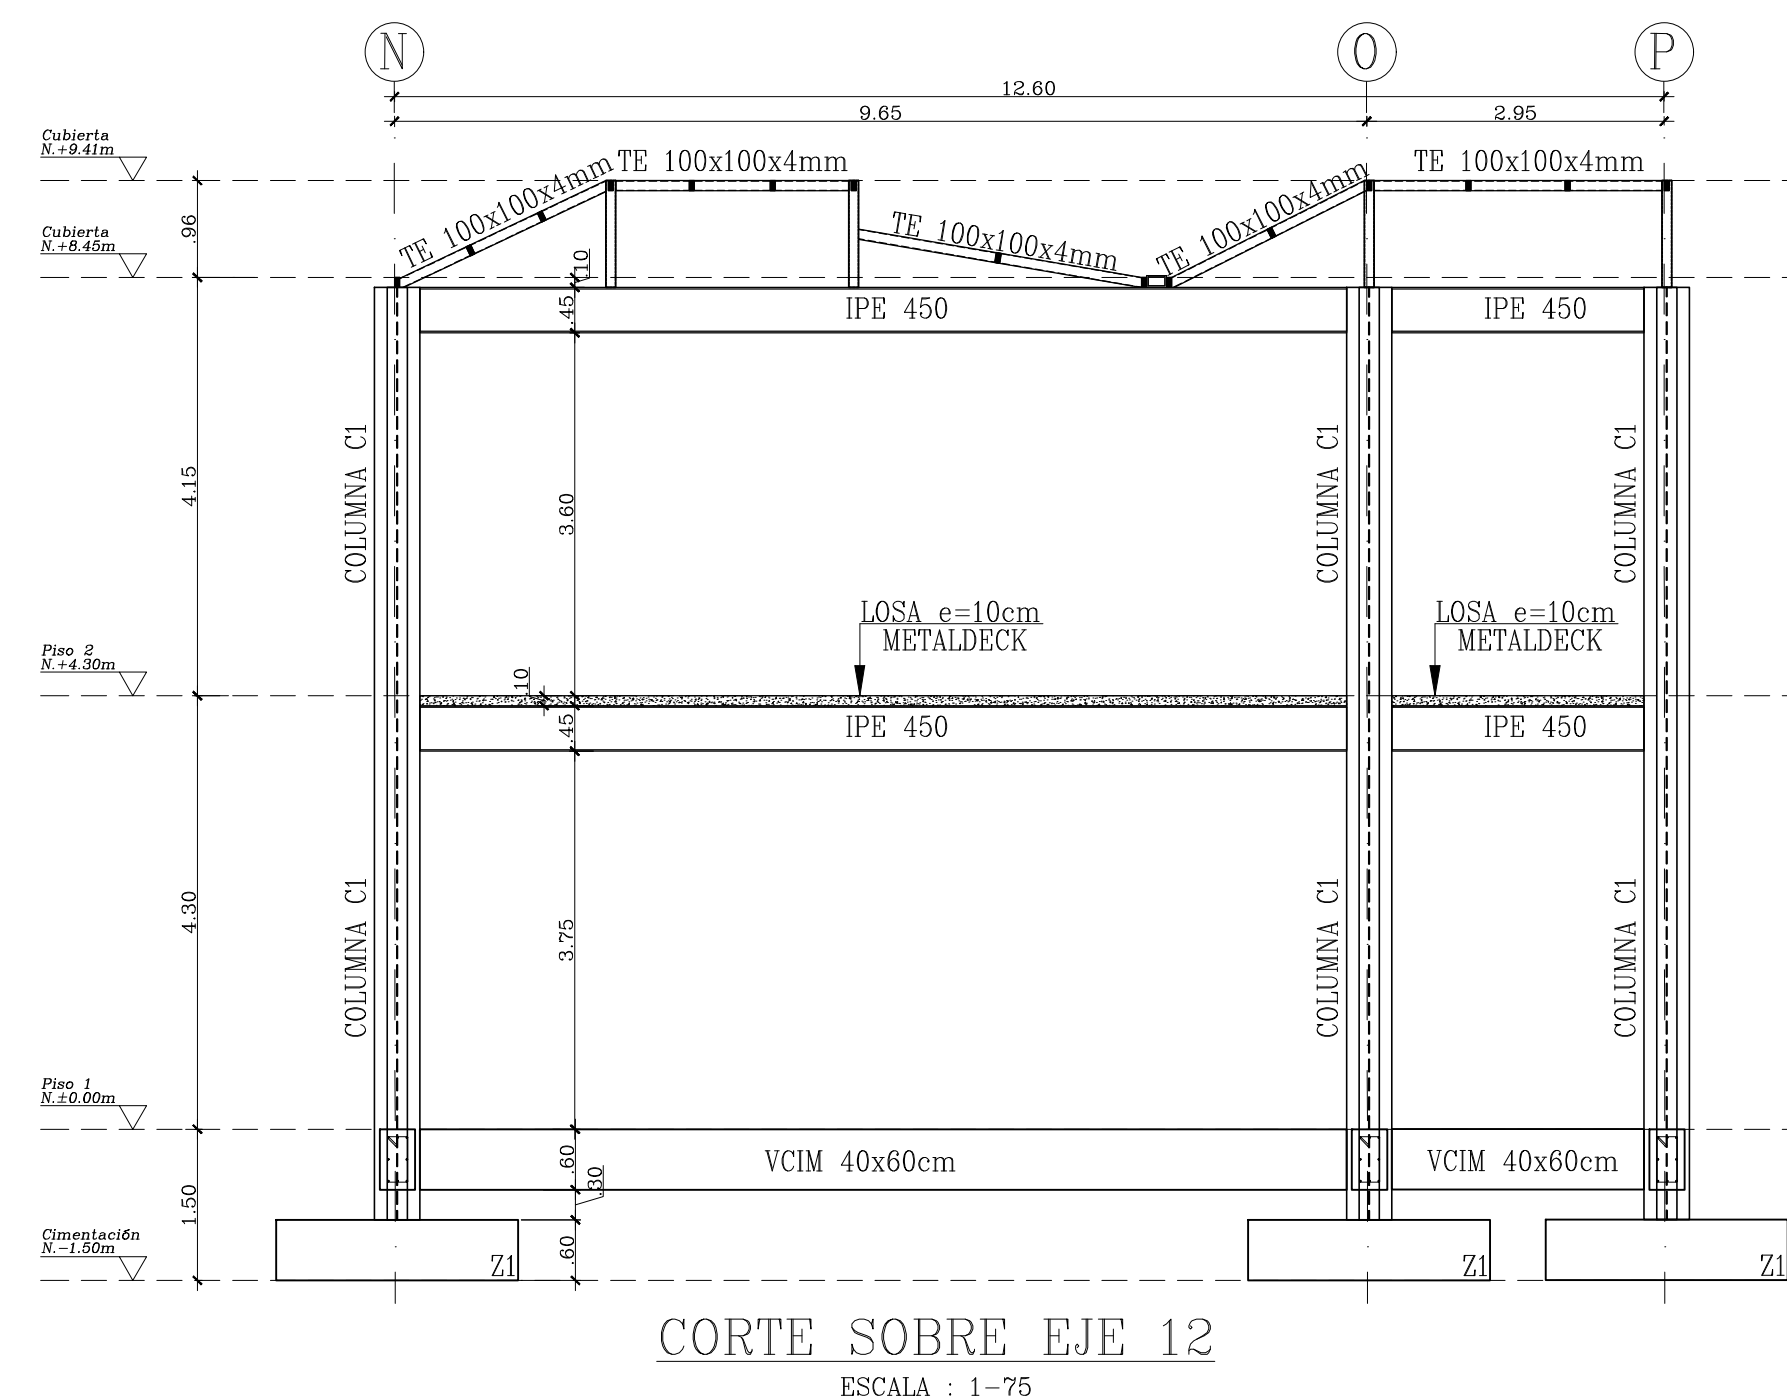 N
O
P
12.60
9.65
2.95
Cubierta
N.+9.41m
TE 100x100x4mm
TE 100x100x4mm
TE 100x100x4mm
TE 100x100x4mm
TE 100x100x4mm
.96
Cubierta
N.+8.45m
.10
.45
IPE 450
IPE 450
4.15
COLUMNA C1
3.60
COLUMNA C1
COLUMNA C1
LOSA e=10cm
METALDECK
LOSA e=10cm
METALDECK
Piso 2
N.+4.30m
.10
.45
IPE 450
IPE 450
4.30
COLUMNA C1
3.75
COLUMNA C1
COLUMNA C1
Piso 1
N.±0.00m
.60
VCIM 40x60cm
VCIM 40x60cm
.30
1.50
Cimentación
N.-1.50m
.60
Z1
Z1
Z1
CORTE SOBRE EJE 12
ESCALA : 1-75